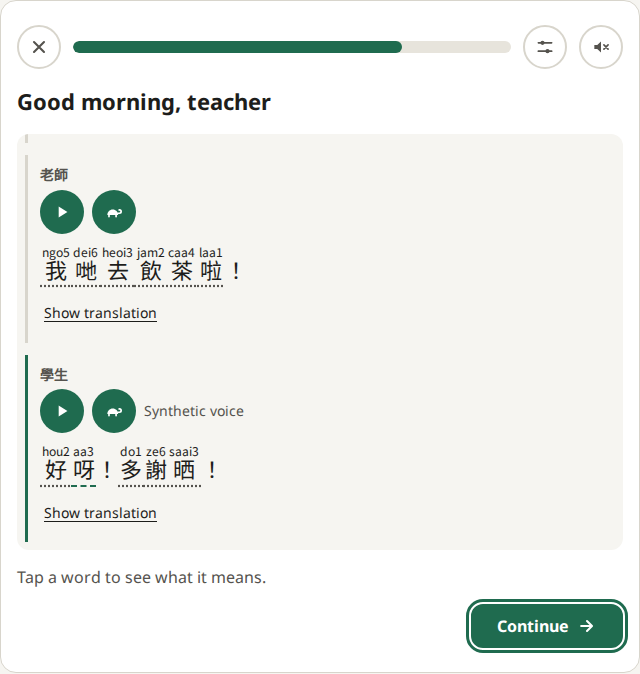 Good morning, teacher
老師
ngo5 dei6 heoi3 jam2 caa4 laa1
我哋去飲茶啦！
Show translation
學生
Synthetic voice
hou2 aa3 do1 ze6 saai3
好呀！多謝晒！
Show translation
Tap a word to see what it means.
Continue